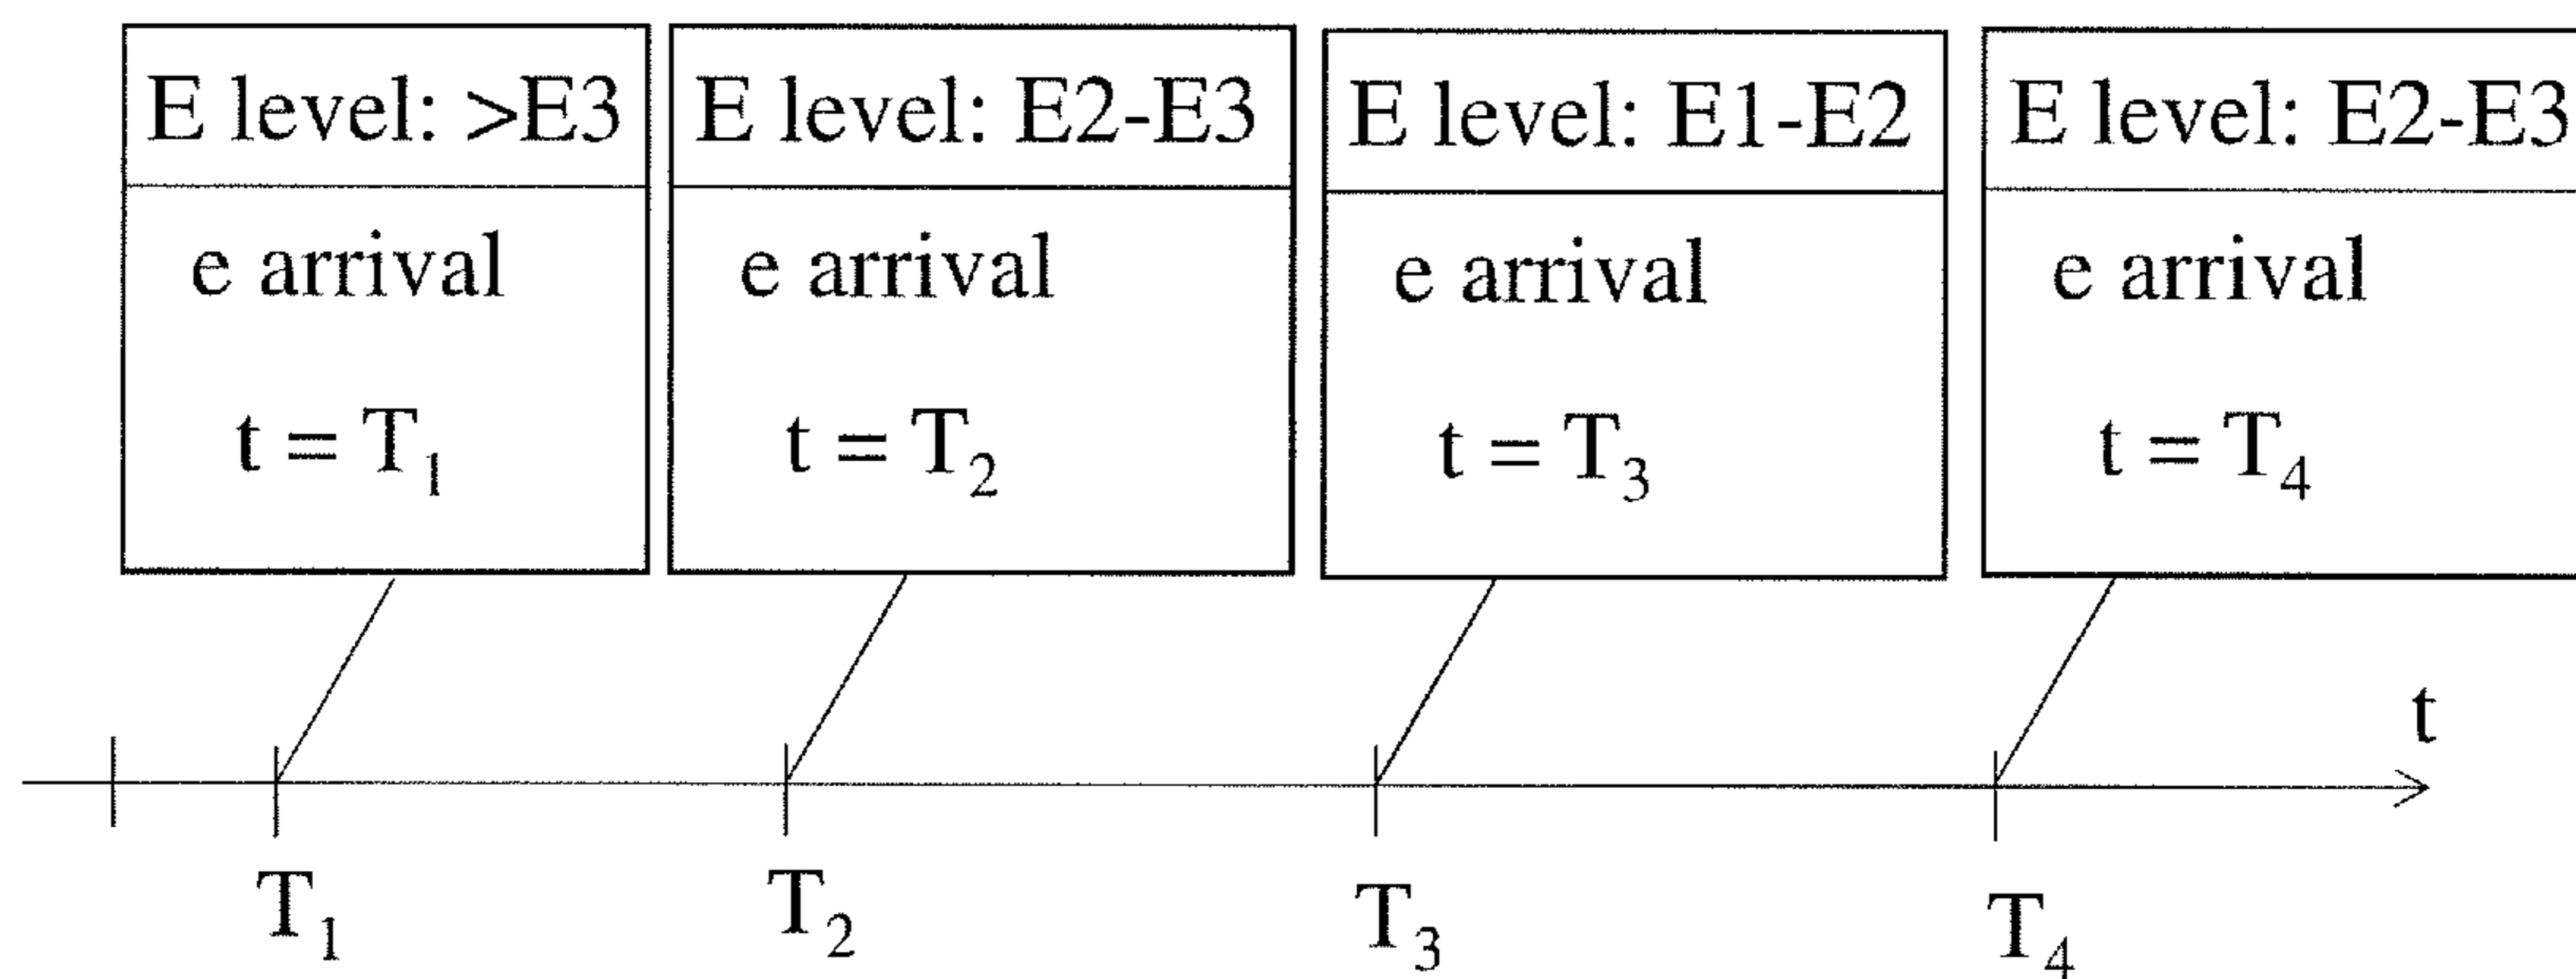 E level: >E3
e arrival
t = T₁
E level: E2-E3
e arrival
t = T₂
E level: E1-E2
e arrival
t = T₃
E level: E2-E3
e arrival
t = T₄
t
T₁
T₂
T₃
T₄